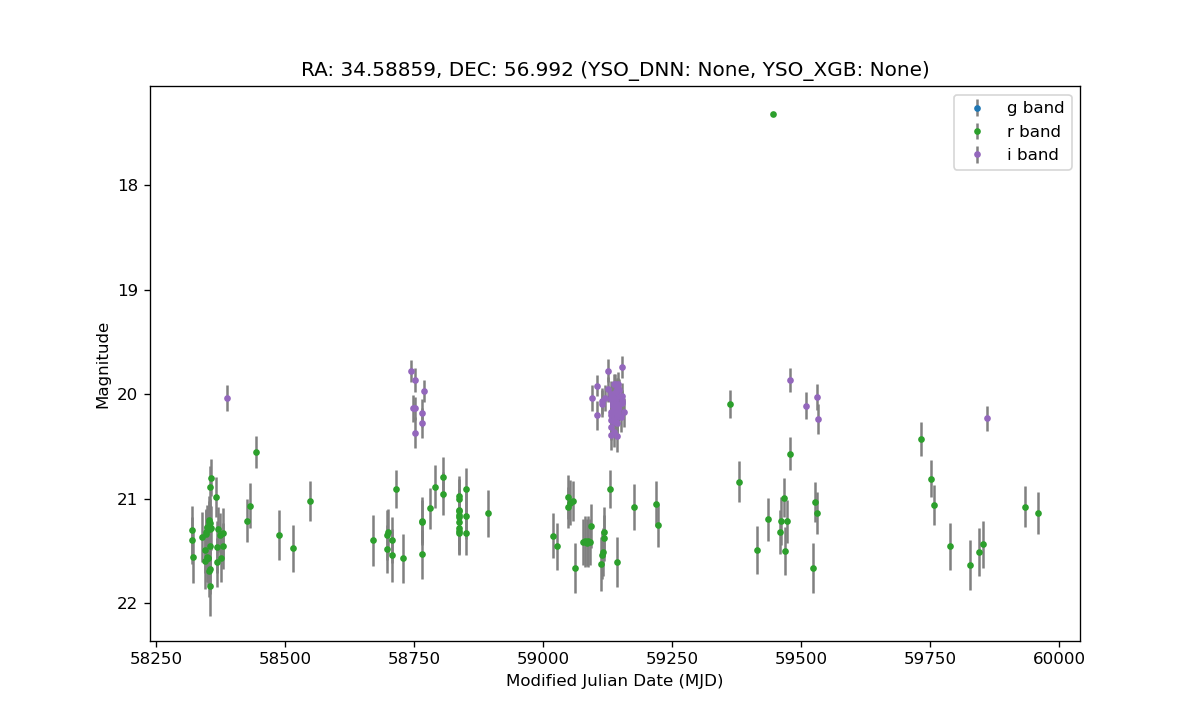 RA: 34.58859, DEC: 56.992 (YSO_DNN: None, YSO_XGB: None)
g band
r band
i band
18
19
20
21
22
Magnitude
58250 58500 58750 59000 59250 59500 59750 60000
Modified Julian Date (MJD)